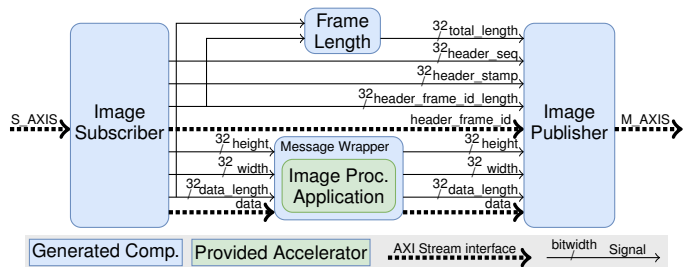 Frame
Length
32 total_length
32 header_seq
32 header_stamp
32 header_frame_id_length
S_AXIS
Image
Subscriber
header_frame_id
Image
Publisher
M_AXIS
32 height
32 width
32 data_length
data
Message Wrapper
Image Proc.
Application
32 height
32 width
32 data_length
data
Generated Comp.
Provided Accelerator
AXI Stream interface
bitwidth
Signal